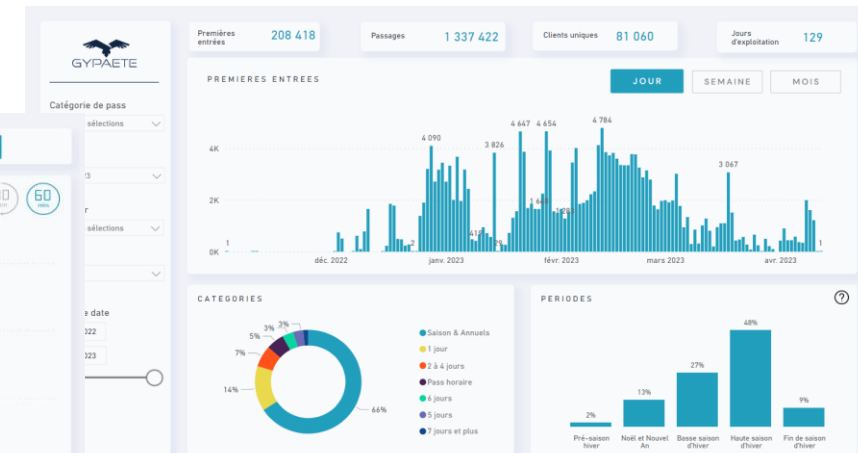 GYPAETE
Premières
entrées
208 418
Passages
1 337 422
Clients uniques
81 060
Jours
d'exploitation
129
Catégorie de pass
sélections
sélections
e date
PREMIERES ENTREES
JOUR
SEMAINE
MOIS
4K
2K
0K
1
2
4 090
3 826
29
4 647
4 654
4 784
3 067
1
déc. 2022
janv. 2023
févr. 2023
mars 2023
avr. 2023
60
CATEGORIES
3%
3%
5%
7%
14%
66%
Saison & Annuels
1 jour
2 à 4 jours
Pass horaire
6 jours
5 jours
7 jours et plus
PERIODES
?
2%
13%
27%
48%
9%
Pré-saison
hiver
Noël et Nouvel
An
Basse saison
d'hiver
Haute saison
d'hiver
Fin de saison
d'hiver